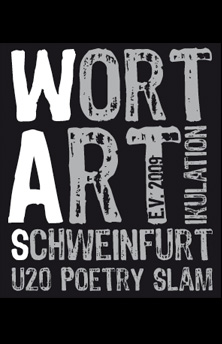 WORT
ART
IKULATION
E.V. 2009
SCHWEINFURT
U20 POETRY SLAM